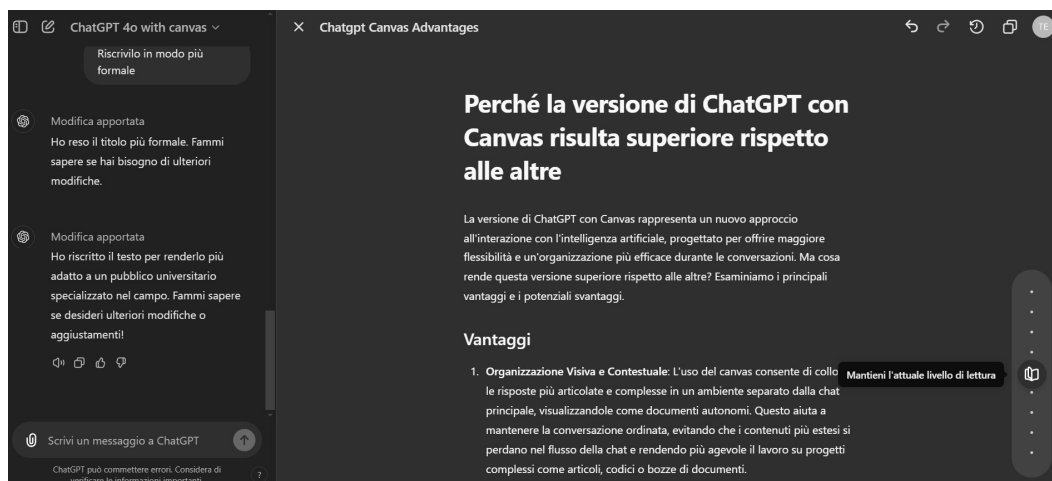 ChatGPT 4o with canvas
Riscrivilo in modo più
formale
Modifica apportata
Ho reso il titolo più formale. Fammi
sapere se hai bisogno di ulteriori
modifiche.
Modifica apportata
Ho riscritto il testo per renderlo più
adatto a un pubblico universitario
specializzato nel campo. Fammi sapere
se desideri ulteriori modifiche o
aggiustamenti!
Scrivi un messaggio a ChatGPT
ChatGPT può commettere errori. Considera di
verificare le informazioni importanti.
?
Chatgpt Canvas Advantages
TE
Perché la versione di ChatGPT con
Canvas risulta superiore rispetto
alle altre
La versione di ChatGPT con Canvas rappresenta un nuovo approccio
all'interazione con l'intelligenza artificiale, progettato per offrire maggiore
flessibilità e un'organizzazione più efficace durante le conversazioni. Ma cosa
rende questa versione superiore rispetto alle altre? Esaminiamo i principali
vantaggi e i potenziali svantaggi.
Vantaggi
1. Organizzazione Visiva e Contestuale: L'uso del canvas consente di collo
le risposte più articolate e complesse in un ambiente separato dalla chat
principale, visualizzandole come documenti autonomi. Questo aiuta a
mantenere la conversazione ordinata, evitando che i contenuti più estesi si
perdano nel flusso della chat e rendendo più agevole il lavoro su progetti
complessi come articoli, codici o bozze di documenti.
Mantieni l'attuale livello di lettura